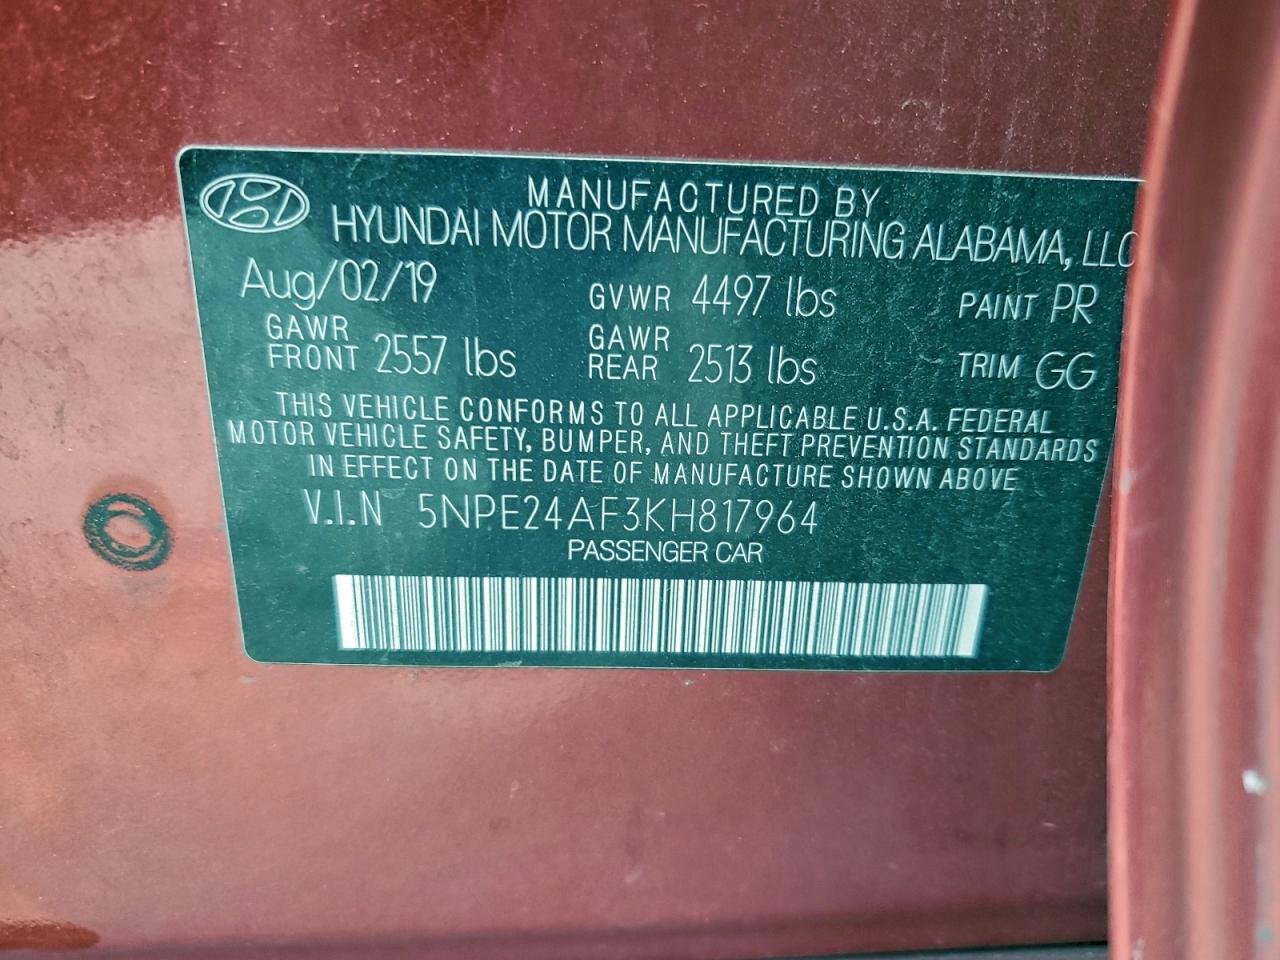 MANUFACTURED BY
HYUNDAI MOTOR MANUFACTURING ALABAMA, LLC
Aug/02/19 GVWR 4497 lbs PAINT PR
GAWR FRONT 2557 lbs GAWR REAR 2513 lbs TRIM GG
THIS VEHICLE CONFORMS TO ALL APPLICABLE U.S.A. FEDERAL
MOTOR VEHICLE SAFETY, BUMPER, AND THEFT PREVENTION STANDARDS
IN EFFECT ON THE DATE OF MANUFACTURE SHOWN ABOVE
V.I.N 5NPE24AF3KH817964
PASSENGER CAR